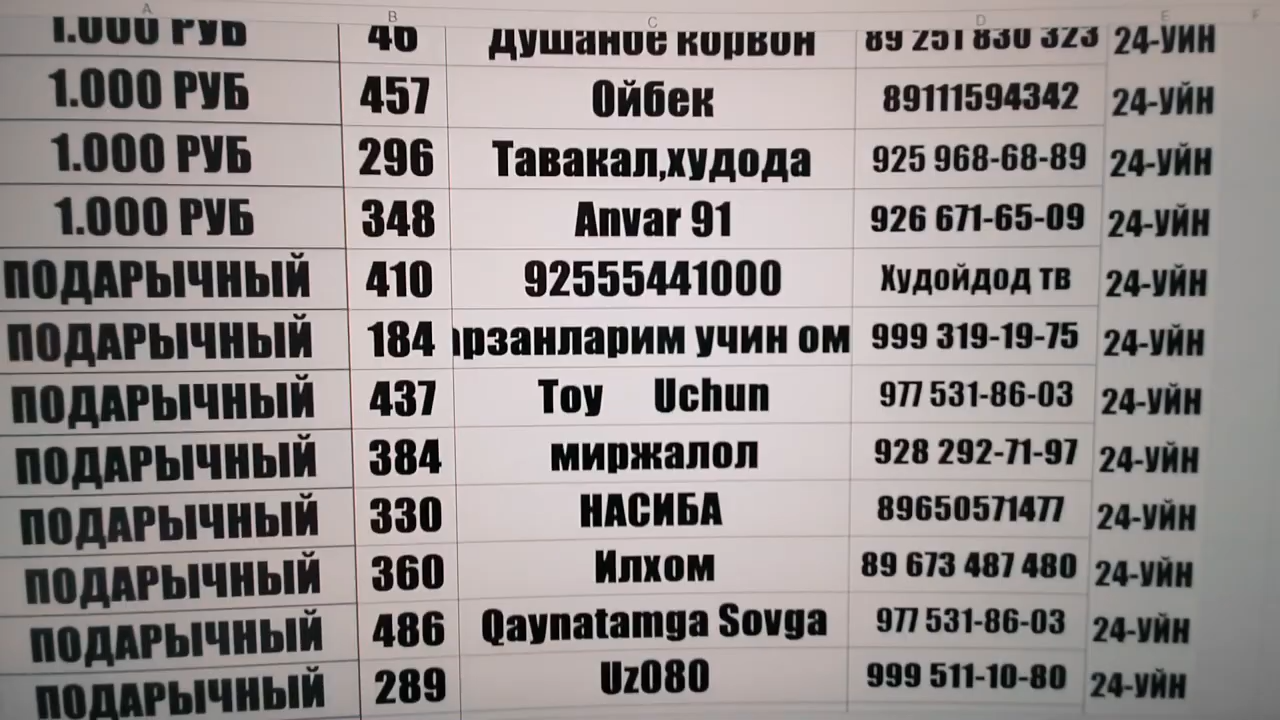 A B C D E F
1.000 РУБ 46 Душанбе корвон 89 251 830 323 24-УЙН
1.000 РУБ 457 Ойбек 89111594342 24-УЙН
1.000 РУБ 296 Тавакал,худода 925 968-68-89 24-УЙН
1.000 РУБ 348 Anvar 91 926 671-65-09 24-УЙН
ПОДАРЫЧНЫЙ 410 92555441000 Худойдод тв 24-УЙН
ПОДАРЫЧНЫЙ 184 арзанларим учин ом 999 319-19-75 24-УЙН
ПОДАРЫЧНЫЙ 437 Toy Uchun 977 531-86-03 24-УЙН
ПОДАРЫЧНЫЙ 384 миржалол 928 292-71-97 24-УЙН
ПОДАРЫЧНЫЙ 330 НАСИБА 89650571477 24-УЙН
ПОДАРЫЧНЫЙ 360 Илхом 89 673 487 480 24-УЙН
ПОДАРЫЧНЫЙ 486 Qaynatamga Sovga 977 531-86-03 24-УЙН
ПОДАРЫЧНЫЙ 289 Uz080 999 511-10-80 24-УЙН